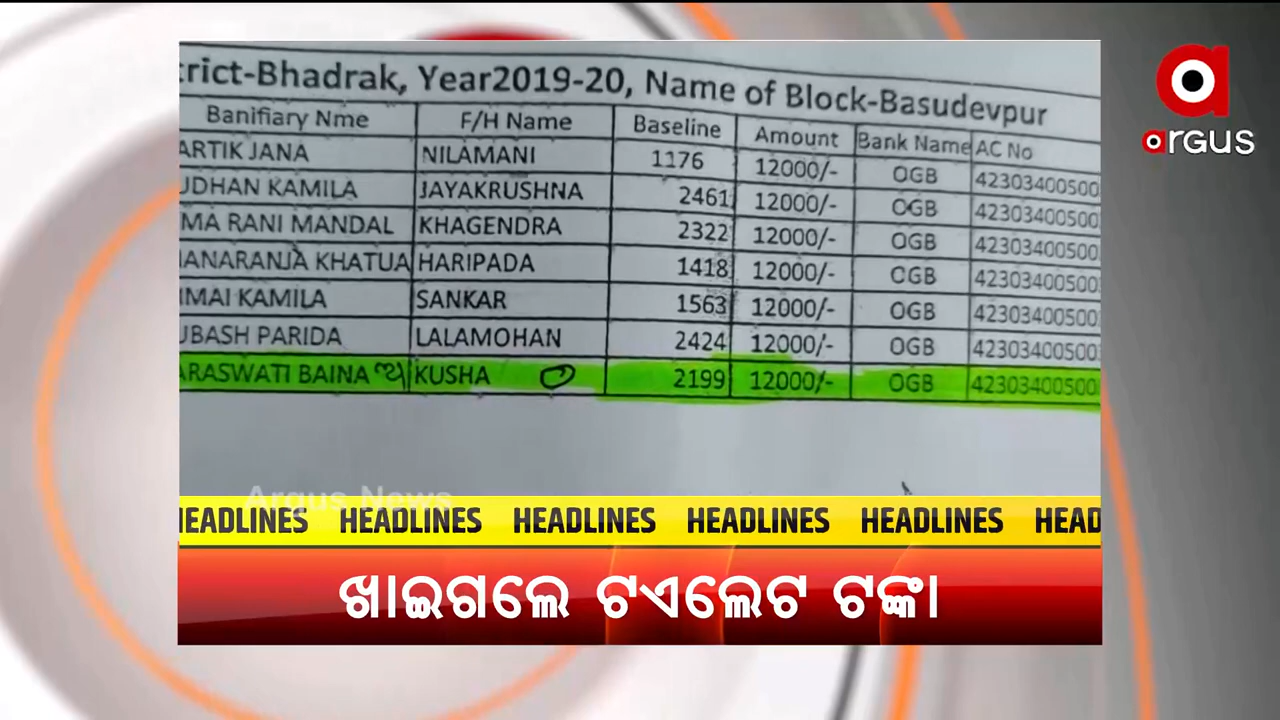 trict-Bhadrak, Year2019-20, Name of Block-Basudevpur
Banifiary Nme F/H Name Baseline Amount Bank Name AC No
ARTIK JANA NILAMANI 1176 12000/- OGB 42303400500
UDHAN KAMILA JAYAKRUSHNA 2461 12000/- OGB 42303400500
MA RANI MANDAL KHAGENDRA 2322 12000/- OGB 42303400500
ANARANJA KHATUA HARIPADA 1418 12000/- OGB 42303400500
IMAI KAMILA SANKAR 1563 12000/- OGB 42303400500
UBASH PARIDA LALAMOHAN 2424 12000/- OGB 42303400500
ARASWATI BAINA KUSHA 2199 12000/- OGB 42303400500
argus
Argus News
HEADLINES HEADLINES HEADLINES HEADLINES HEADLINES HEAD
ଖାଇଗଲେ ଟଏଲେଟ ଟଙ୍କା